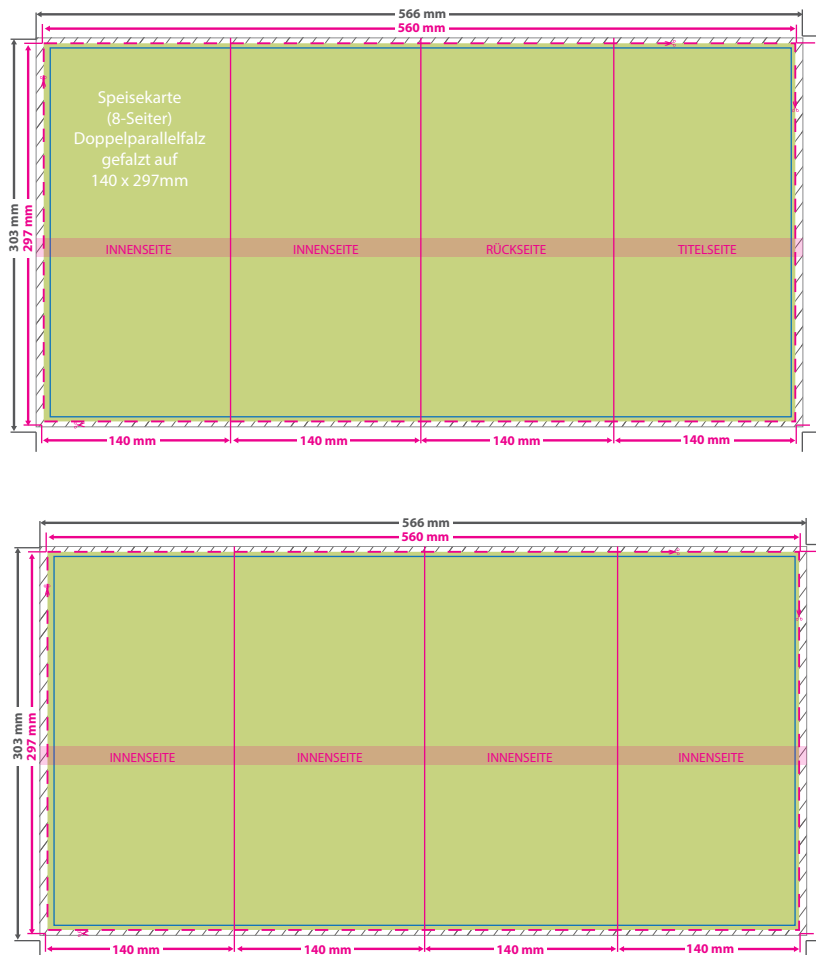 566 mm
560 mm
Speisekarte
(8-Seiter)
Doppelparallelfalz
gefalzt auf
140 x 297mm
303 mm
297 mm
INNENSEITE
INNENSEITE
RÜCKSEITE
TITELSEITE
140 mm
140 mm
140 mm
140 mm
566 mm
560 mm
303 mm
297 mm
INNENSEITE
INNENSEITE
INNENSEITE
INNENSEITE
140 mm
140 mm
140 mm
140 mm